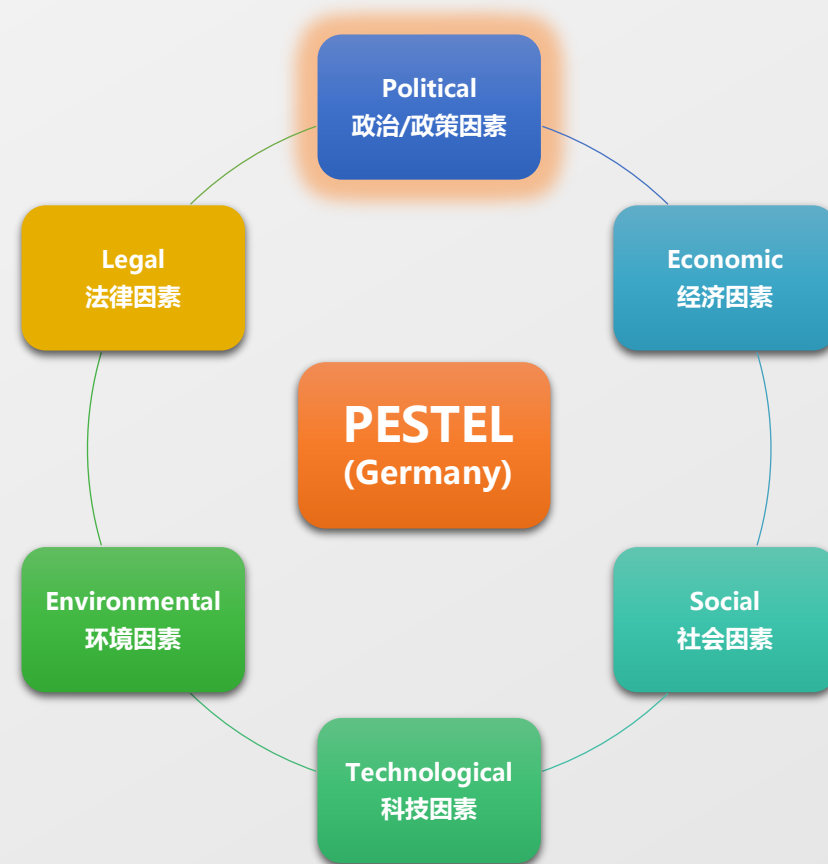 Political
政治/政策因素
Legal
法律因素
Economic
经济因素
PESTEL
(Germany)
Environmental
环境因素
Social
社会因素
Technological
科技因素